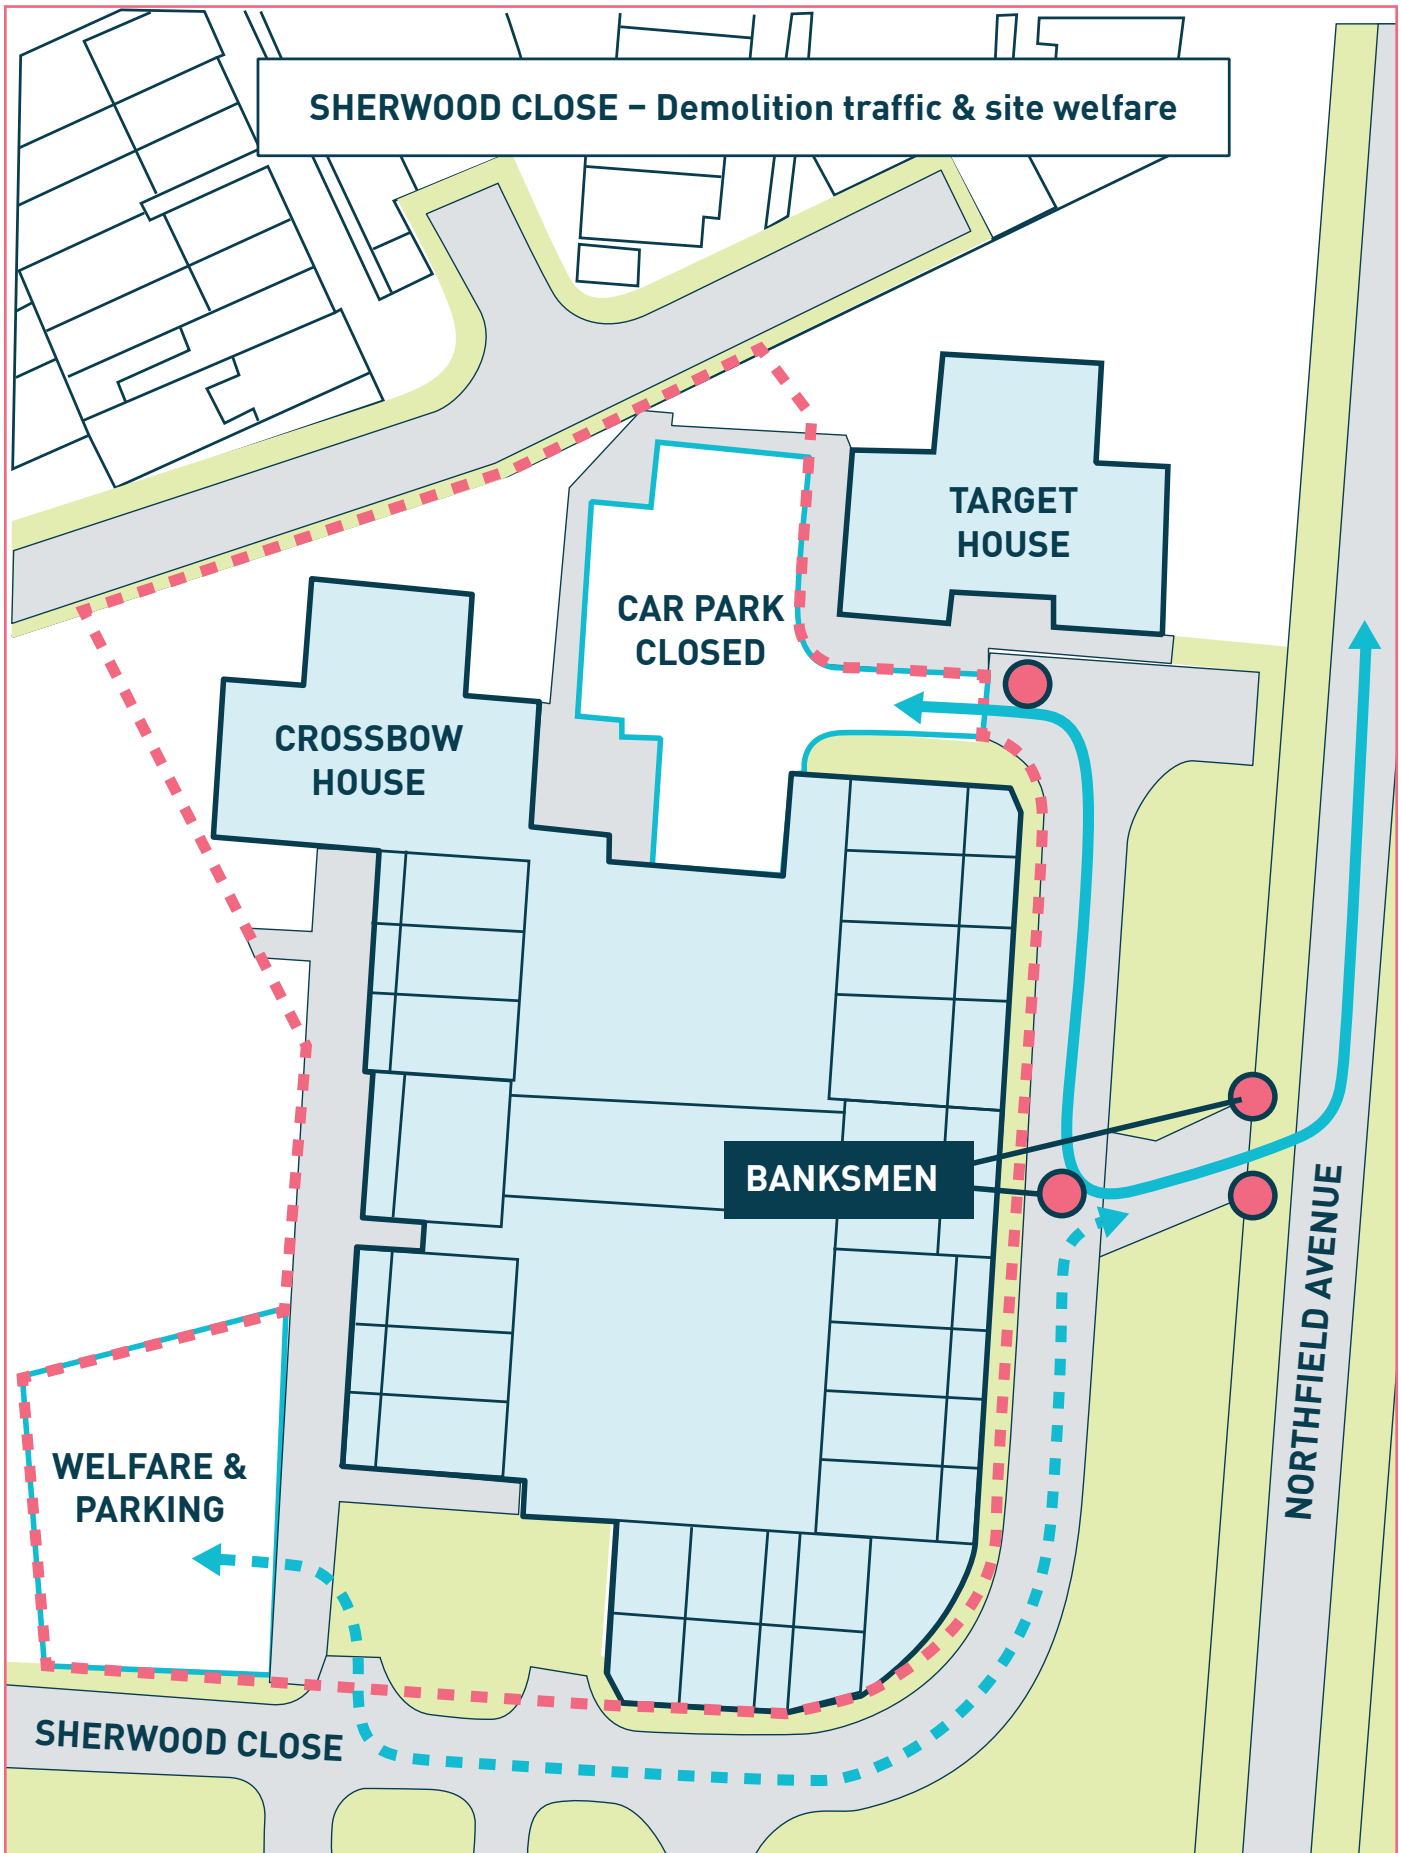 SHERWOOD CLOSE – Demolition traffic & site welfare
TARGET
HOUSE
CAR PARK
CLOSED
CROSSBOW
HOUSE
BANKSMEN
NORTHFIELD AVENUE
WELFARE &
PARKING
SHERWOOD CLOSE